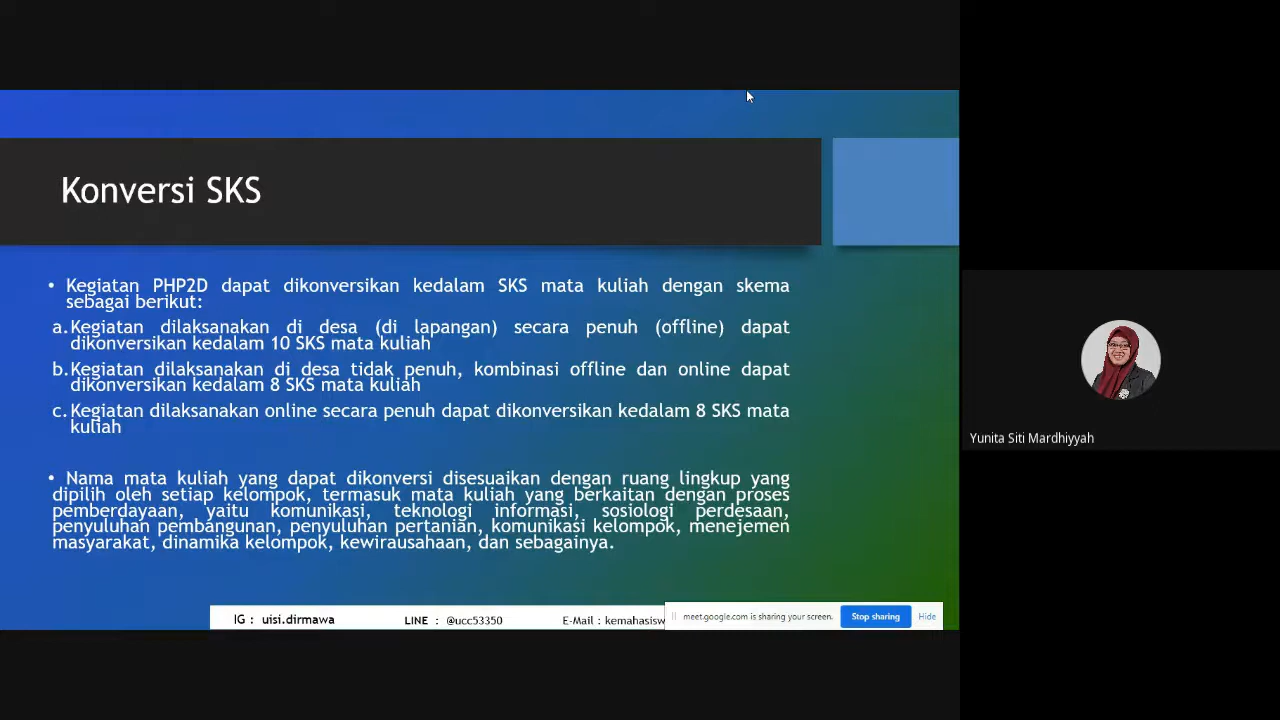 Konversi SKS
• Kegiatan PHP2D dapat dikonversikan kedalam SKS mata kuliah dengan skema
sebagai berikut:
a. Kegiatan dilaksanakan di desa (di lapangan) secara penuh (offline) dapat
dikonversikan kedalam 10 SKS mata kuliah
b. Kegiatan dilaksanakan di desa tidak penuh, kombinasi offline dan online dapat
dikonversikan kedalam 8 SKS mata kuliah
c. Kegiatan dilaksanakan online secara penuh dapat dikonversikan kedalam 8 SKS mata
kuliah
• Nama mata kuliah yang dapat dikonversi disesuaikan dengan ruang lingkup yang
dipilih oleh setiap kelompok, termasuk mata kuliah yang berkaitan dengan proses
pemberdayaan, yaitu komunikasi, teknologi informasi, sosiologi perdesaan,
penyuluhan pembangunan, penyuluhan pertanian, komunikasi kelompok, menejemen
masyarakat, dinamika kelompok, kewirausahaan, dan sebagainya.
IG : uisi.dirmawa LINE : @ucc53350 E-Mail : kemahasisw
meet.google.com is sharing your screen. Stop sharing Hide
Yunita Siti Mardhiyyah